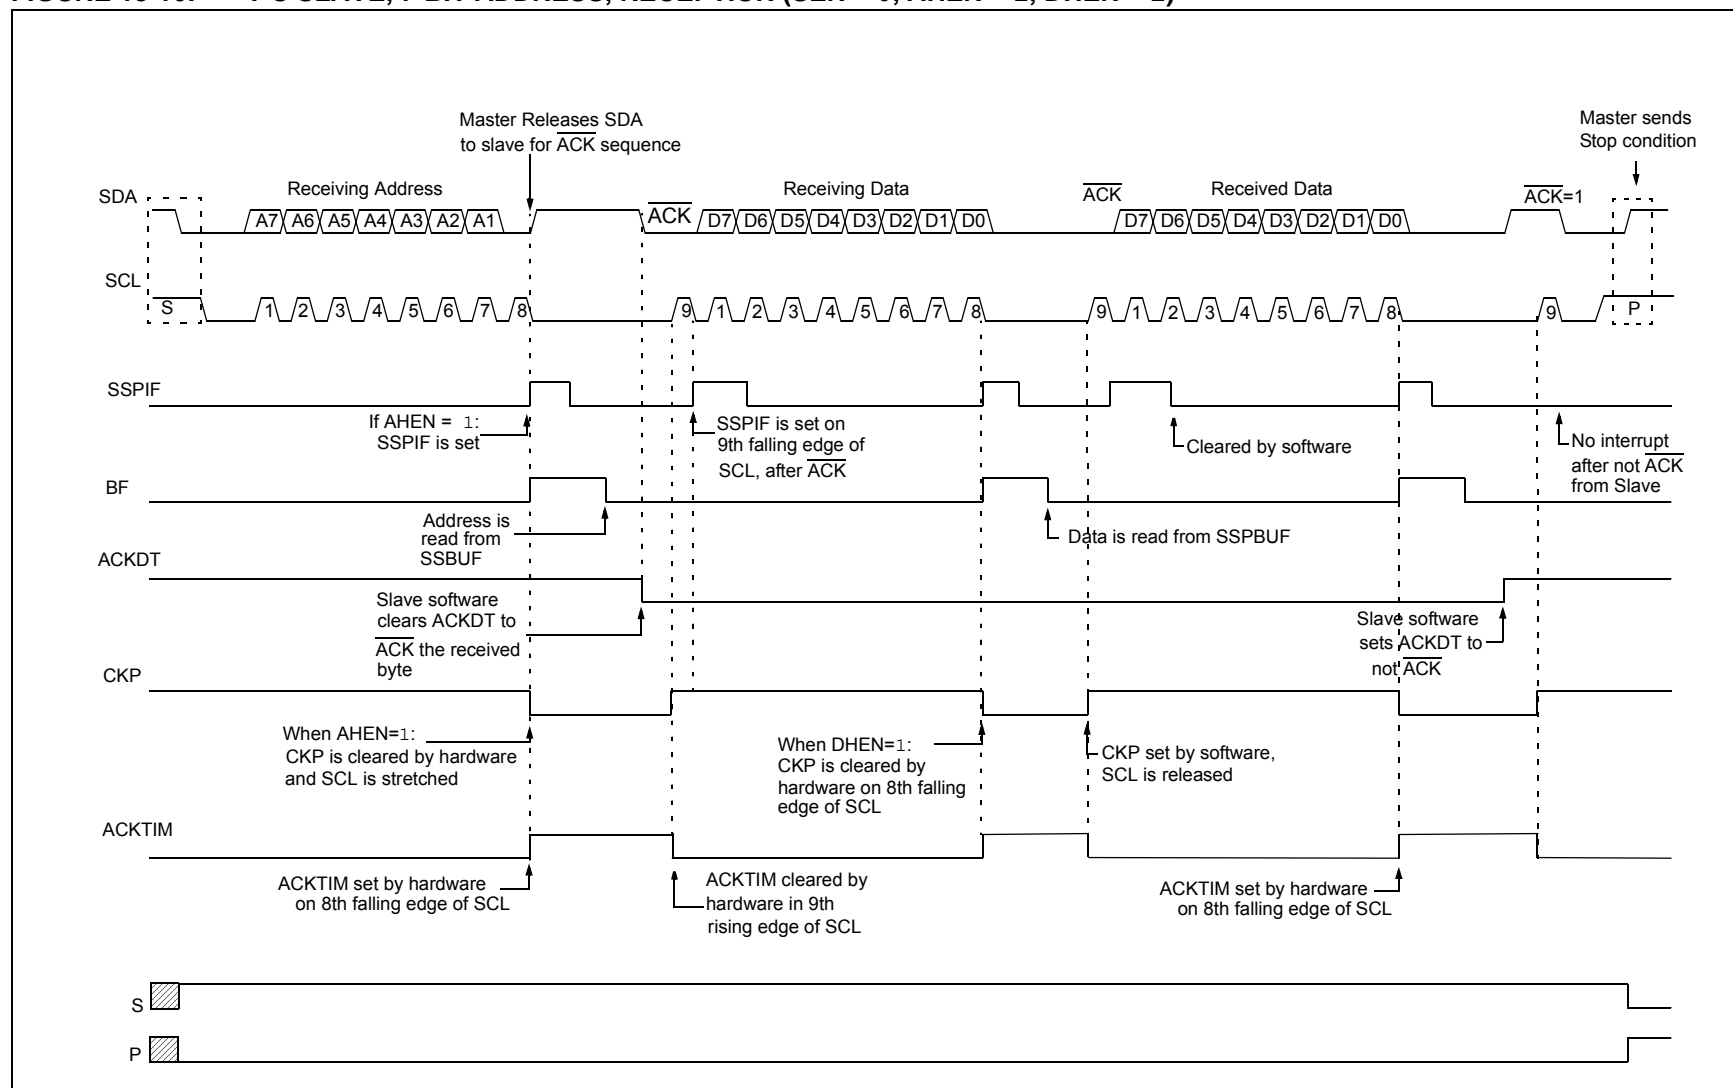 Master Releases SDA
to slave for ACK sequence
Master sends
Stop condition
SDA
Receiving Address
Receiving Data
ACK
Received Data
ACK=1
A7 A6 A5 A4 A3 A2 A1
ACK
D7 D6 D5 D4 D3 D2 D1 D0
D7 D6 D5 D4 D3 D2 D1 D0
SCL
S
1 2 3 4 5 6 7 8
9 1 2 3 4 5 6 7 8
9 1 2 3 4 5 6 7 8
9
P
SSPIF
If AHEN = 1:
SSPIF is set
SSPIF is set on
9th falling edge of
SCL, after ACK
Cleared by software
No interrupt
after not ACK
from Slave
BF
Address is
read from
SSBUF
Data is read from SSPBUF
ACKDT
Slave software
clears ACKDT to
ACK the received
byte
Slave software
sets ACKDT to
not ACK
CKP
When AHEN=1:
CKP is cleared by hardware
and SCL is stretched
When DHEN=1:
CKP is cleared by
hardware on 8th falling
edge of SCL
CKP set by software,
SCL is released
ACKTIM
ACKTIM set by hardware
on 8th falling edge of SCL
ACKTIM cleared by
hardware in 9th
rising edge of SCL
ACKTIM set by hardware
on 8th falling edge of SCL
S
P